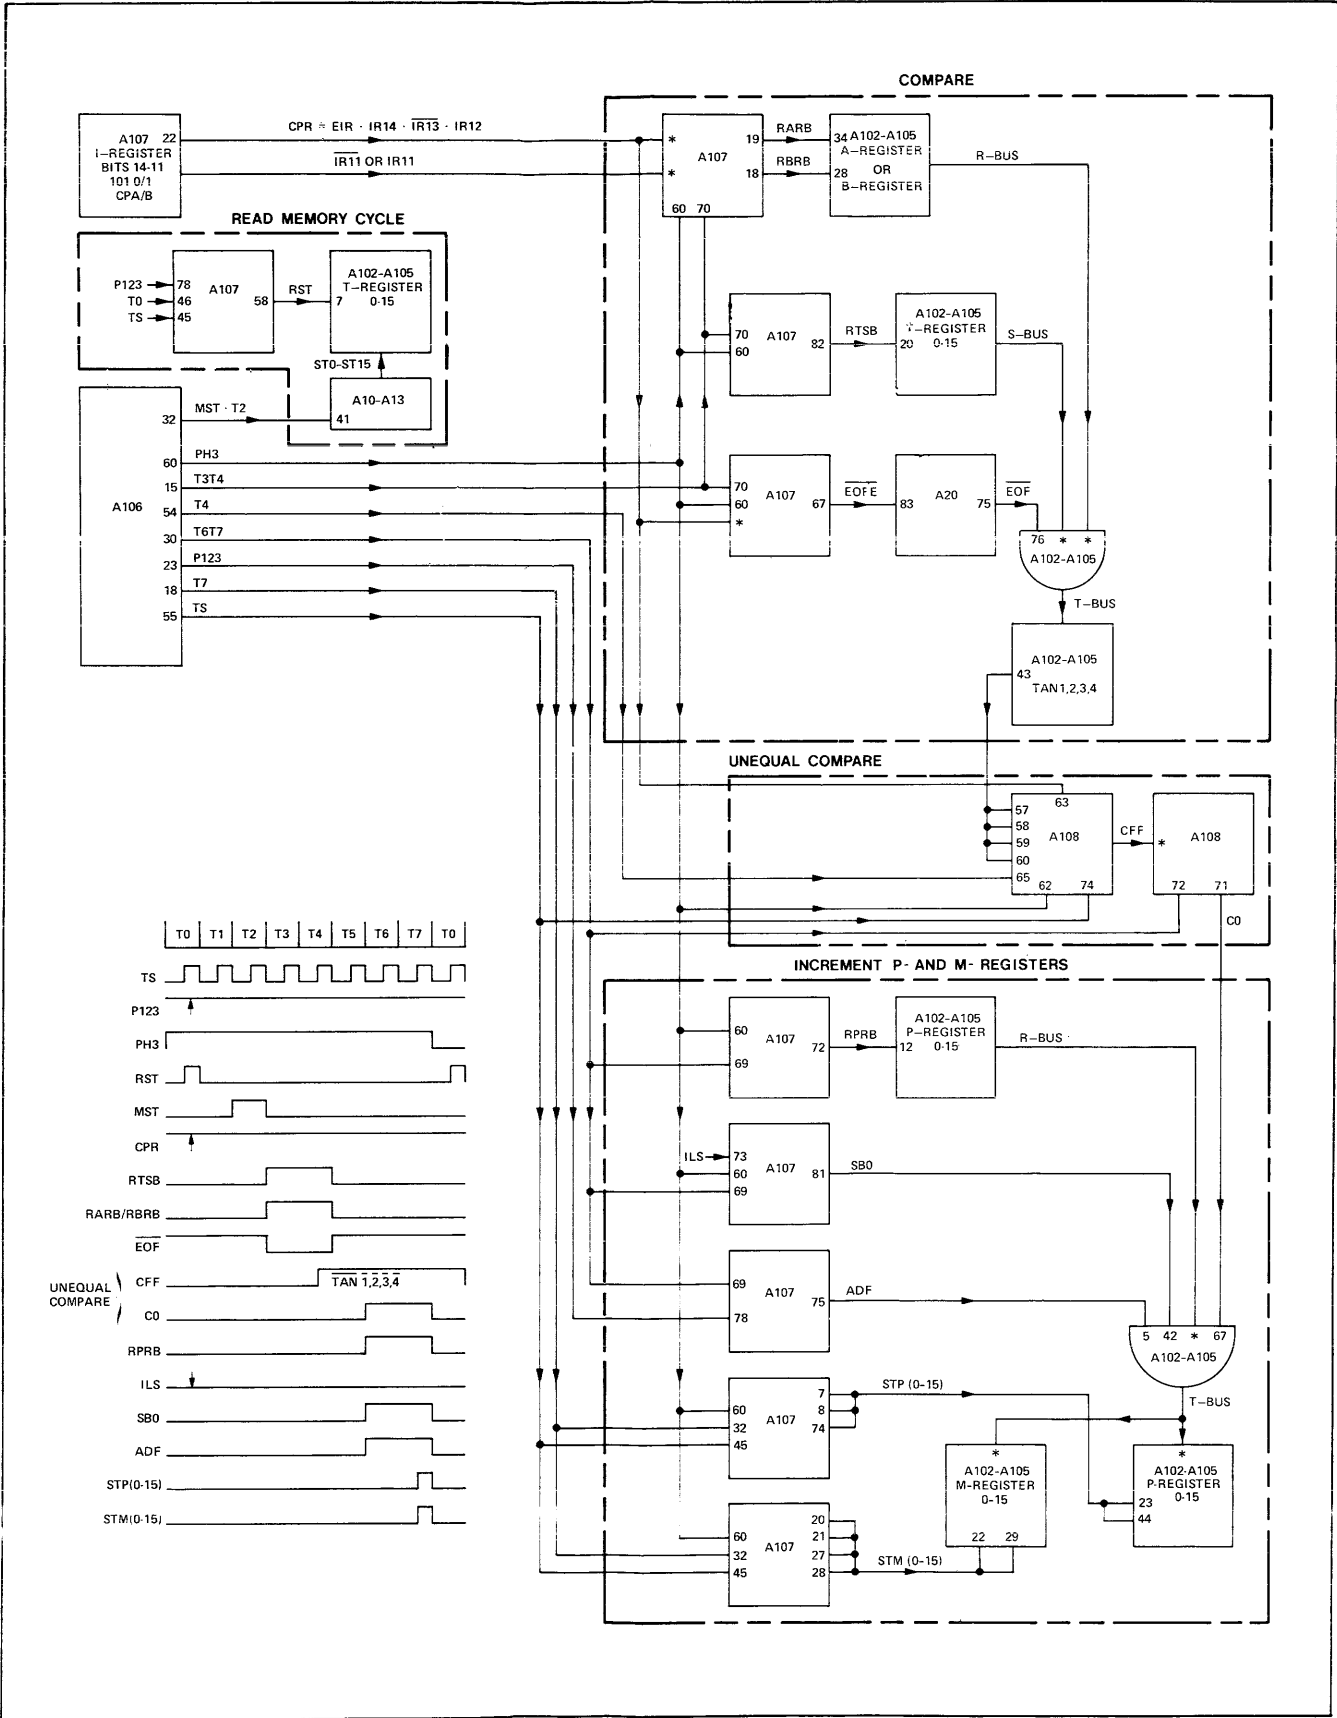 COMPARE
A107 22
I-REGISTER
BITS 14-11
101 0/1
CPA/B
CPR = EIR · IR14 · IR13 · IR12
IR11 OR IR11
*
*
A107
19
18
60 70
RARB
RBRB
34
28
A102-A105
A-REGISTER
OR
B-REGISTER
R-BUS
READ MEMORY CYCLE
P123
T0
TS
78
46
45
A107
58
RST
A102-A105
T-REGISTER
7 0-15
ST0-ST15
A10-A13
41
70
60
A107
82
RTSB
A102-A105
T-REGISTER
20 0-15
S-BUS
A106
32
60
15
54
30
23
18
55
MST · T2
PH3
T3T4
T4
T6T7
P123
T7
TS
70
60
*
A107
67
EOFE
83 A20 75
EOF
76 * *
A102-A105
T-BUS
A102-A105
43
TAN 1,2,3,4
UNEQUAL COMPARE
63
57
58
59
60
65
A108
62 74
CFF
*
A108
72 71
C0
INCREMENT P- AND M- REGISTERS
60
69
A107
72
RPRB
A102-A105
P-REGISTER
12 0-15
R-BUS
ILS
73
60
69
A107
81
SB0
69
78
A107
75
ADF
5 42 * 67
A102-A105
T-BUS
60
32
45
A107
7
8
74
STP (0-15)
*
A102-A105
M-REGISTER
0-15
22 29
*
A102-A105
P-REGISTER
0-15
23
44
60
32
45
A107
20
21
27
28
STM (0-15)
T0 T1 T2 T3 T4 T5 T6 T7 T0
TS
P123
PH3
RST
MST
CPR
RTSB
RARB/RBRB
EOF
UNEQUAL
COMPARE
CFF
TAN 1,2,3,4
C0
RPRB
ILS
SB0
ADF
STP(0-15)
STM(0-15)